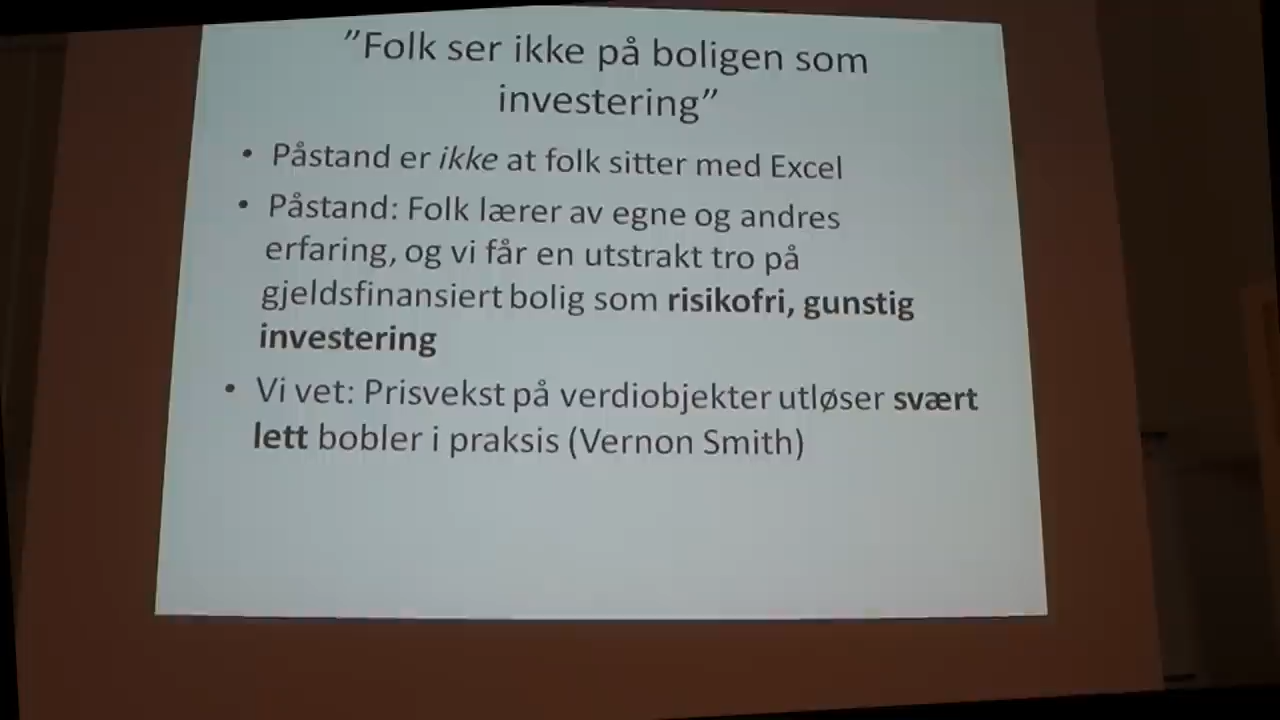 ”Folk ser ikke på boligen som
investering”
• Påstand er ikke at folk sitter med Excel
• Påstand: Folk lærer av egne og andres
erfaring, og vi får en utstrakt tro på
gjeldsfinansiert bolig som risikofri, gunstig
investering
• Vi vet: Prisvekst på verdiobjekter utløser svært
lett bobler i praksis (Vernon Smith)